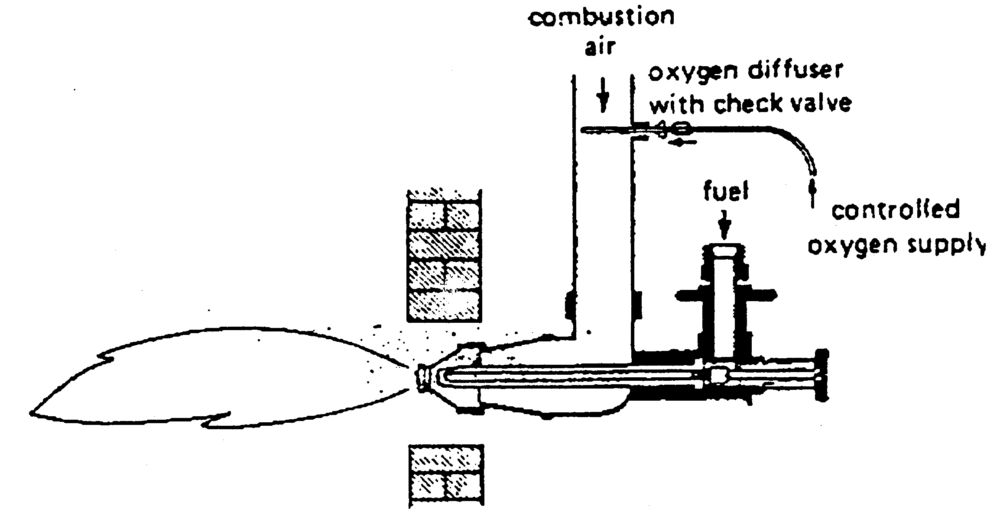 combustion
air
oxygen diffuser
with check valve
fuel
controlled
oxygen supply